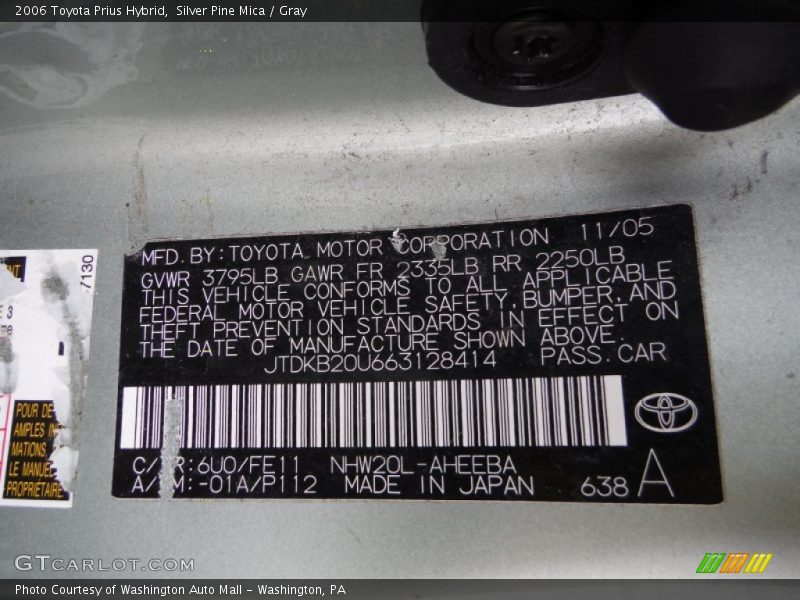 2006 Toyota Prius Hybrid, Silver Pine Mica / Gray
MFD. BY: TOYOTA MOTOR CORPORATION 11/05
GVWR 3795LB GAWR FR 2335LB RR 2250LB
THIS VEHICLE CONFORMS TO ALL APPLICABLE
FEDERAL MOTOR VEHICLE SAFETY, BUMPER, AND
THEFT PREVENTION STANDARDS IN EFFECT ON
THE DATE OF MANUFACTURE SHOWN ABOVE.
JTDKB20U663128414 PASS. CAR
C/TR: 6U0/FE11 NHW20L-AHEEBA
A/TM: -01A/P112 MADE IN JAPAN 638 A
7130
POUR DE
AMPLES IN
MATIONS
LE MANUEL
PROPRIÉTAIRE
GTCARLOT.COM
Photo Courtesy of Washington Auto Mall - Washington, PA